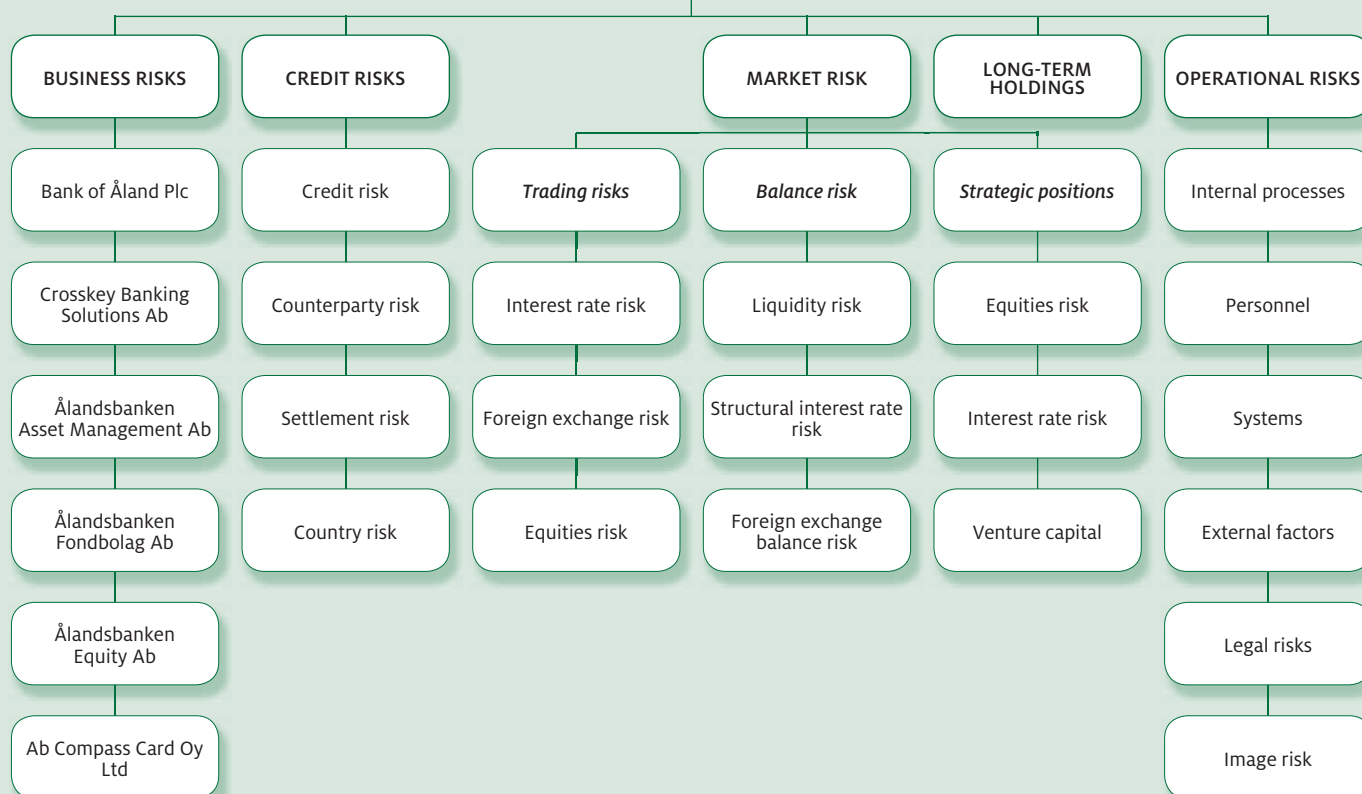 BUSINESS RISKS
CREDIT RISKS
MARKET RISK
LONG-TERM
HOLDINGS
OPERATIONAL RISKS
Bank of Åland Plc
Credit risk
Trading risks
Balance risk
Strategic positions
Internal processes
Crosskey Banking
Solutions Ab
Counterparty risk
Interest rate risk
Liquidity risk
Equities risk
Personnel
Ålandsbanken
Asset Management Ab
Settlement risk
Foreign exchange risk
Structural interest rate
risk
Interest rate risk
Systems
Ålandsbanken
Fondbolag Ab
Country risk
Equities risk
Foreign exchange
balance risk
Venture capital
External factors
Ålandsbanken
Equity Ab
Legal risks
Ab Compass Card Oy
Ltd
Image risk